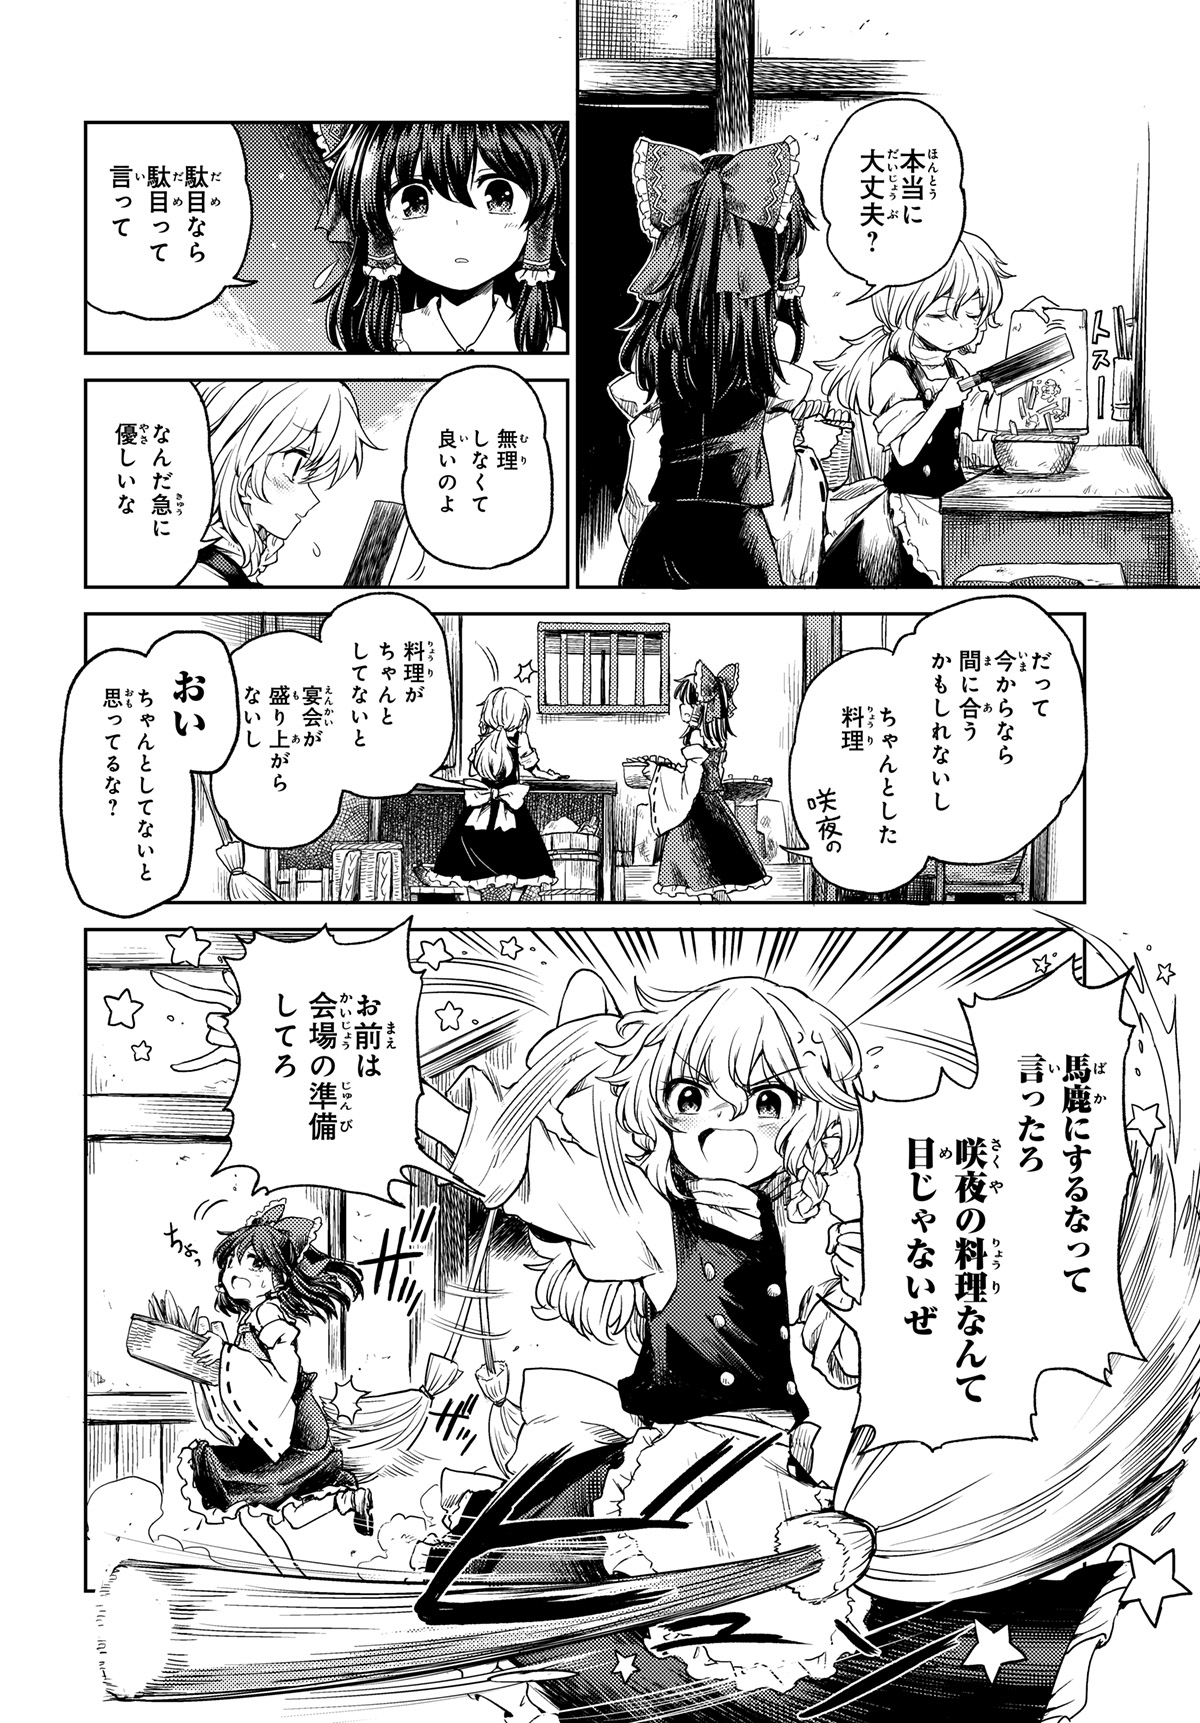 本当に
大丈夫?
トスー
駄目なら
駄目って
言って
無理
しなくて
良いのよ
なんだ急に
優しいな
だって
今からなら
間に合う
かもしれないし
ちゃんとした
料理
咲夜の
料理が
ちゃんと
してないと
宴会が
盛り上がら
ないし
おい
ちゃんとしてないと
思ってるな?
馬鹿にするなって
言ったろ
咲夜の料理なんて
目じゃないぜ
お前は
会場の準備
してろ
ちょっ